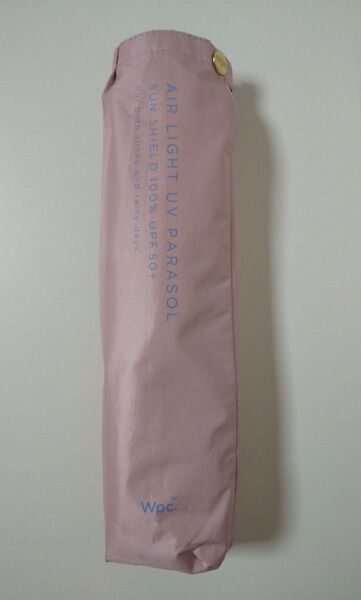 AIR LIGHT UV PARASOL
SUN SHIELD 100% UPF50+
For both sunny and rainy days.
Wpc.